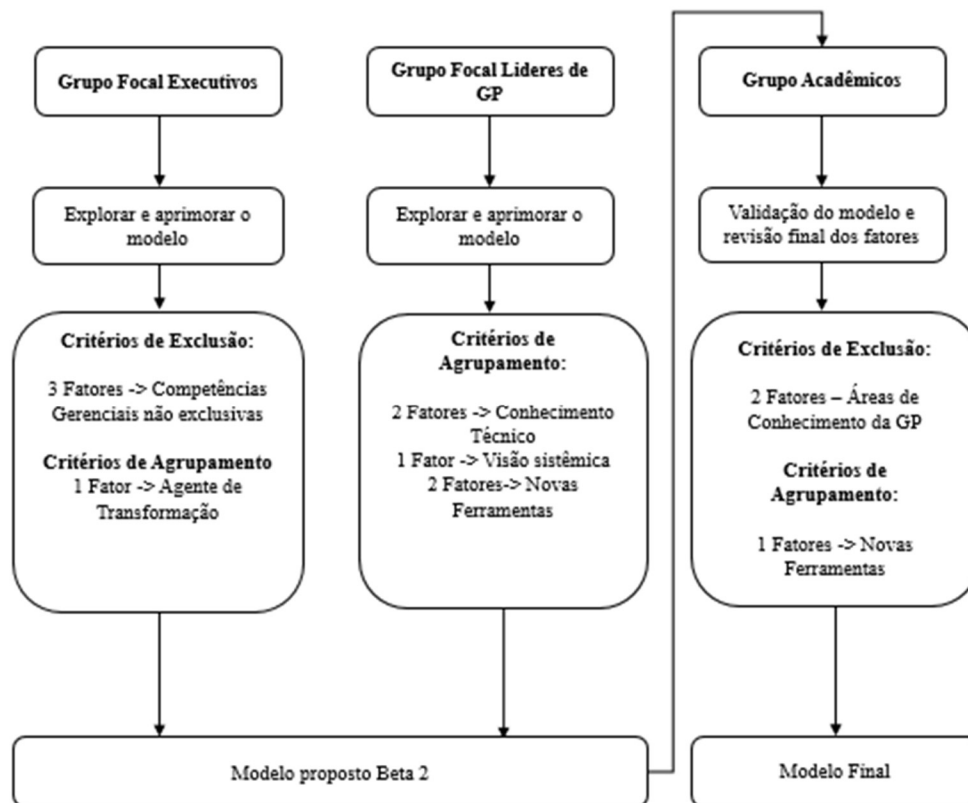 Grupo Focal Executivos
Explorar e aprimorar o
modelo
Critérios de Exclusão:
3 Fatores -> Competências
Gerenciais não exclusivas
Critérios de Agrupamento
1 Fator -> Agente de
Transformação
Grupo Focal Lideres de
GP
Explorar e aprimorar o
modelo
Critérios de
Agrupamento:
2 Fatores -> Conhecimento
Técnico
1 Fator -> Visão sistêmica
2 Fatores-> Novas
Ferramentas
Modelo proposto Beta 2
Grupo Acadêmicos
Validação do modelo e
revisão final dos fatores
Critérios de Exclusão:
2 Fatores – Áreas de
Conhecimento da GP
Critérios de
Agrupamento:
1 Fatores -> Novas
Ferramentas
Modelo Final